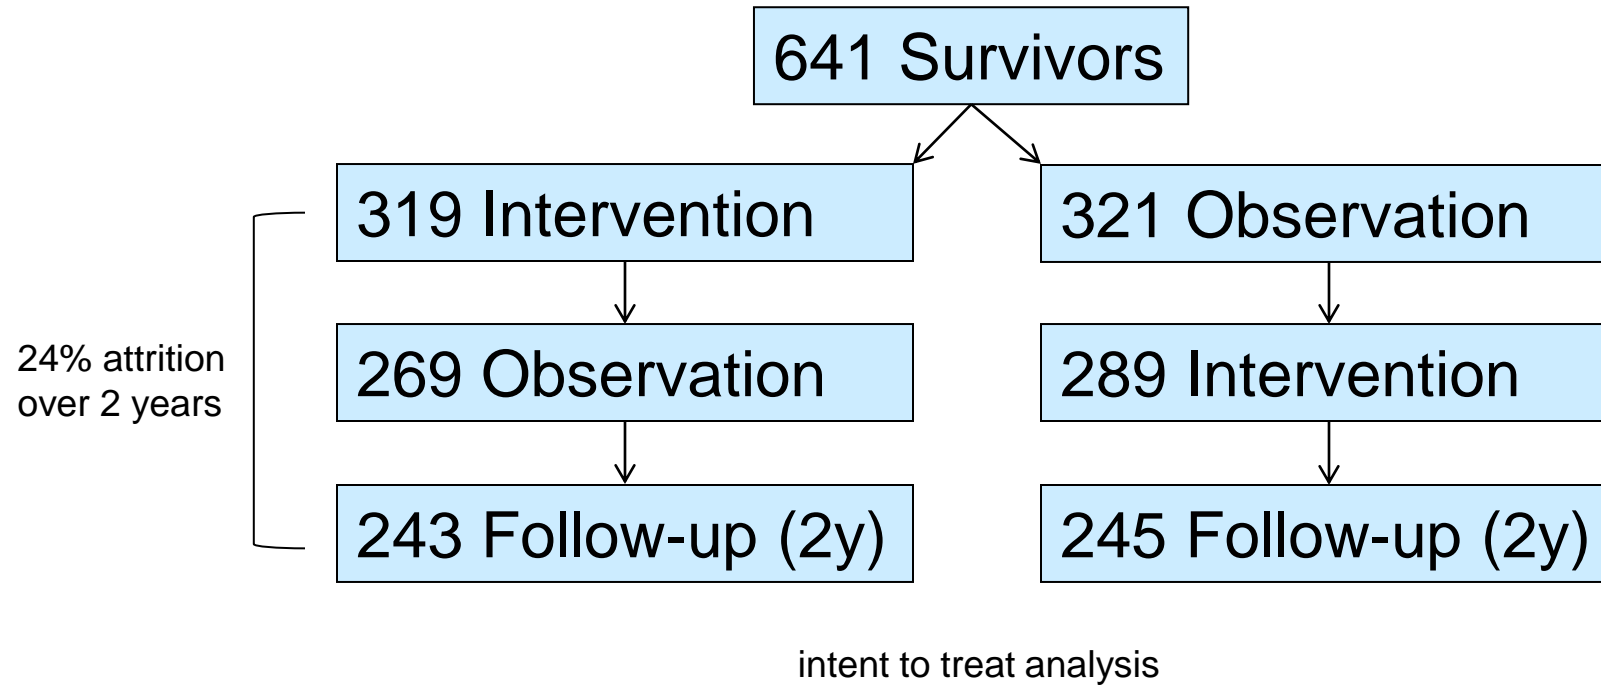 641 Survivors
319 Intervention
321 Observation
24% attrition
over 2 years
269 Observation
289 Intervention
243 Follow-up (2y)
245 Follow-up (2y)
intent to treat analysis